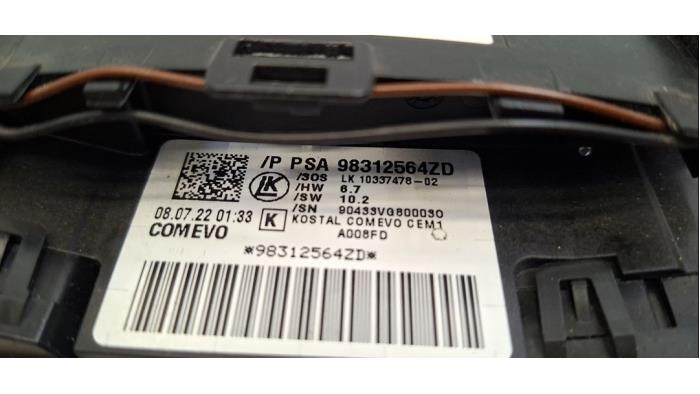 /P PSA 98312564ZD
/SOS LK 10337478-02
/HW 6.7
/SW 10.2
/SN 90433VG800030
LK
08.07.22 01:33
K KOSTAL COMEVO CEM1
A008FD
COMEVO
*98312564ZD*